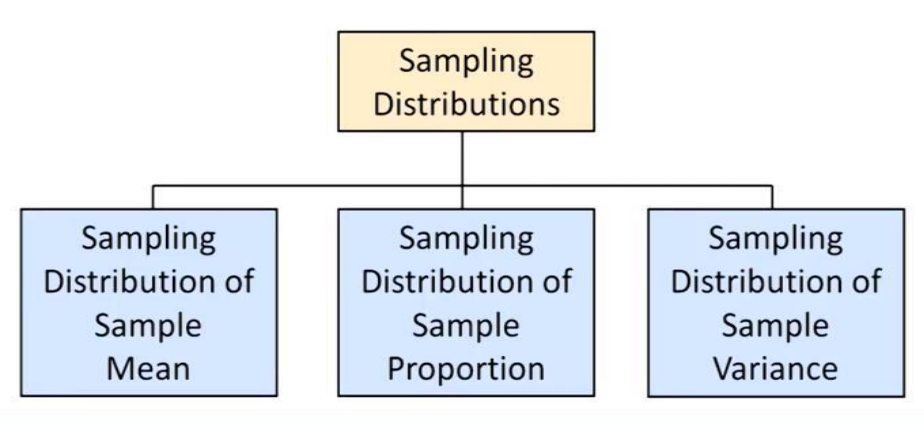 Sampling
Distributions
Sampling
Distribution of
Sample
Mean
Sampling
Distribution of
Sample
Proportion
Sampling
Distribution of
Sample
Variance